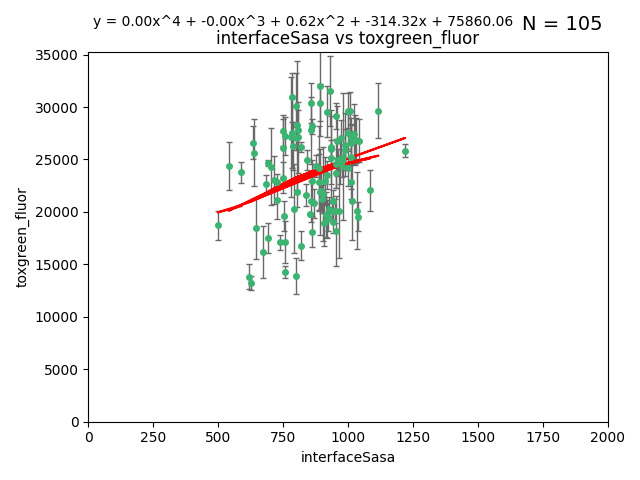 y = 0.00x^4 + -0.00x^3 + 0.62x^2 + -314.32x + 75860.06 N = 105
interfaceSasa vs toxgreen_fluor
35000
30000
25000
20000
15000
10000
5000
0
toxgreen_fluor
0 250 500 750 1000 1250 1500 1750 2000
interfaceSasa